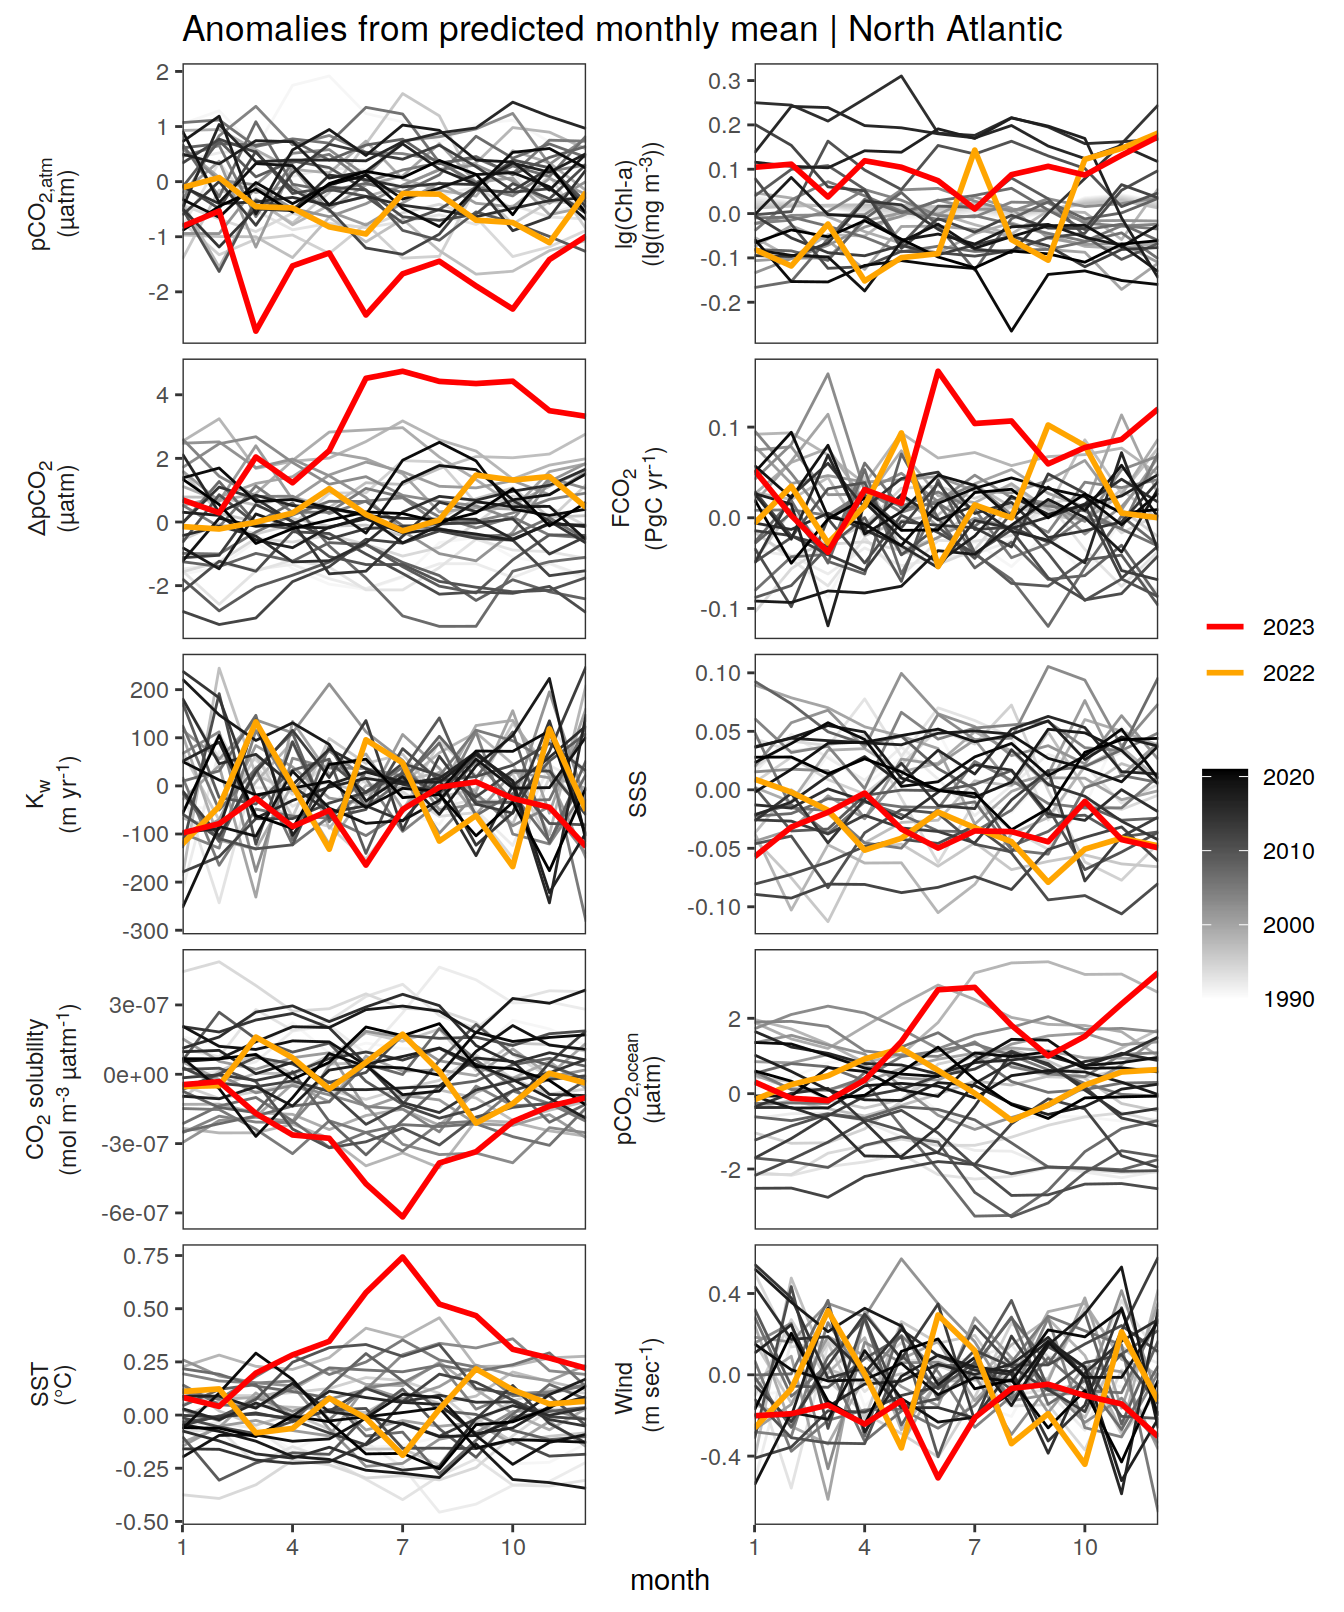 Anomalies from predicted monthly mean | North Atlantic
pCO2,atm
(µatm)
2
1
0
-1
-2
lg(Chl-a)
(lg(mg m-3))
0.3
0.2
0.1
0.0
-0.1
-0.2
ΔpCO2
(µatm)
4
2
0
-2
FCO2
(PgC yr-1)
0.1
0.0
-0.1
Kw
(m yr-1)
200
100
0
-100
-200
-300
SSS
0.10
0.05
0.00
-0.05
-0.10
CO2 solubility
(mol m-3 µatm-1)
3e-07
0e+00
-3e-07
-6e-07
pCO2,ocean
(µatm)
2
0
-2
SST
(°C)
0.75
0.50
0.25
0.00
-0.25
-0.50
1 4 7 10
Wind
(m sec-1)
0.4
0.0
-0.4
1 4 7 10
month
2023
2022
2020
2010
2000
1990